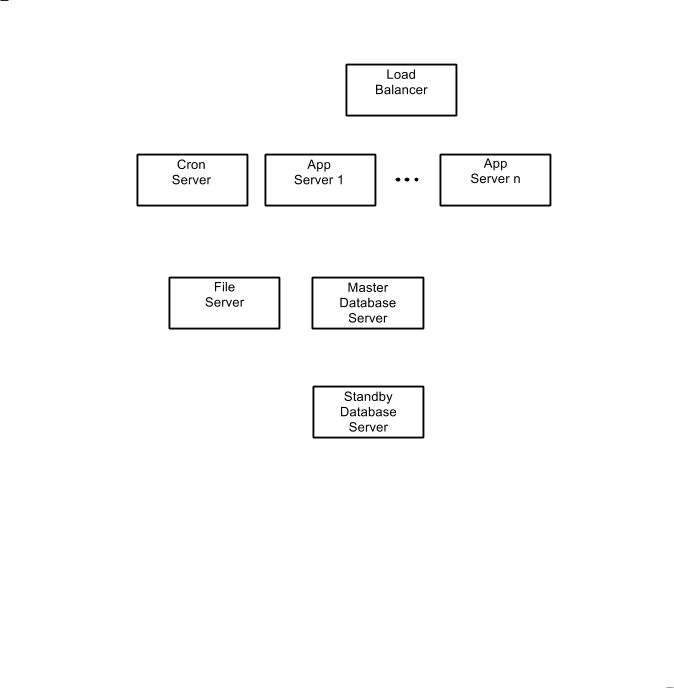 Load
Balancer
Cron
Server
App
Server 1
...
App
Server n
File
Server
Master
Database
Server
Standby
Database
Server